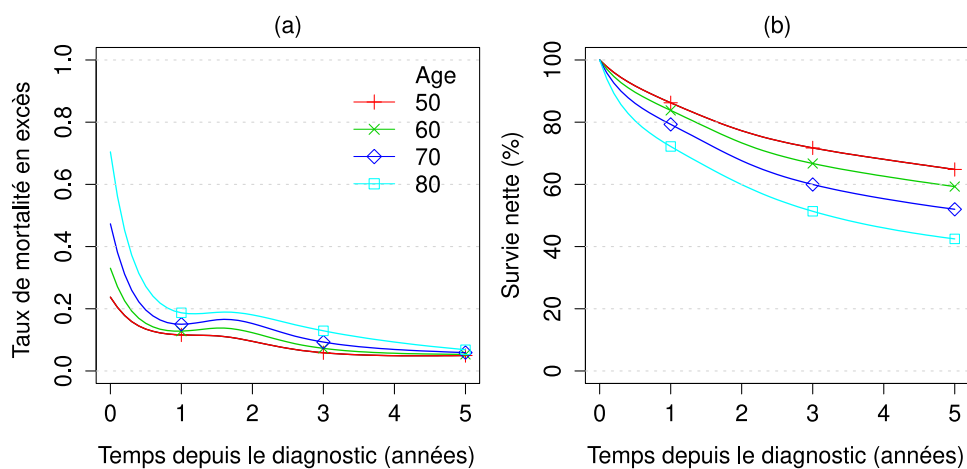 (a)
Taux de mortalité en excès
0.0 0.2 0.4 0.6 0.8 1.0
Age
50
60
70
80
0 1 2 3 4 5
Temps depuis le diagnostic (années)
(b)
Survie nette (%)
0 20 40 60 80 100
0 1 2 3 4 5
Temps depuis le diagnostic (années)